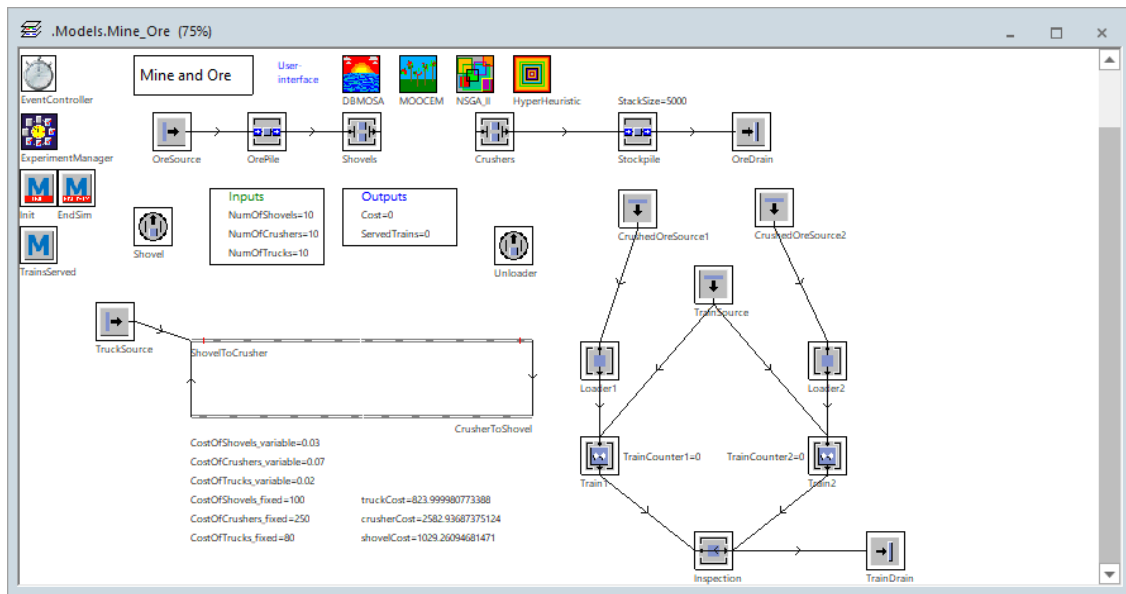 .Models.Mine_Ore (75%)
EventController
Mine and Ore
User-
interface
DBMOSA
MOOCEM
NSGA_II
HyperHeuristic
StackSize=5000
ExperimentManager
OreSource
OrePile
Shovels
Crushers
Stockpile
OreDrain
M
INIT
M
Init
EndSim
Inputs
NumOfShovels=10
NumOfCrushers=10
NumOfTrucks=10
Outputs
Cost=0
ServedTrains=0
Shovel
Unloader
CrushedOreSource1
CrushedOreSource2
M
TrainsServed
TrainSource
TruckSource
ShovelToCrusher
Loader1
Loader2
CrusherToShovel
CostOfShovels_variable=0.03
CostOfCrushers_variable=0.07
CostOfTrucks_variable=0.02
CostOfShovels_fixed=100
CostOfCrushers_fixed=250
CostOfTrucks_fixed=80
truckCost=823.999980773388
crusherCost=2582.93687375124
shovelCost=1029.26094681471
TrainCounter1=0
TrainCounter2=0
Train1
Train2
Inspection
TrainDrain